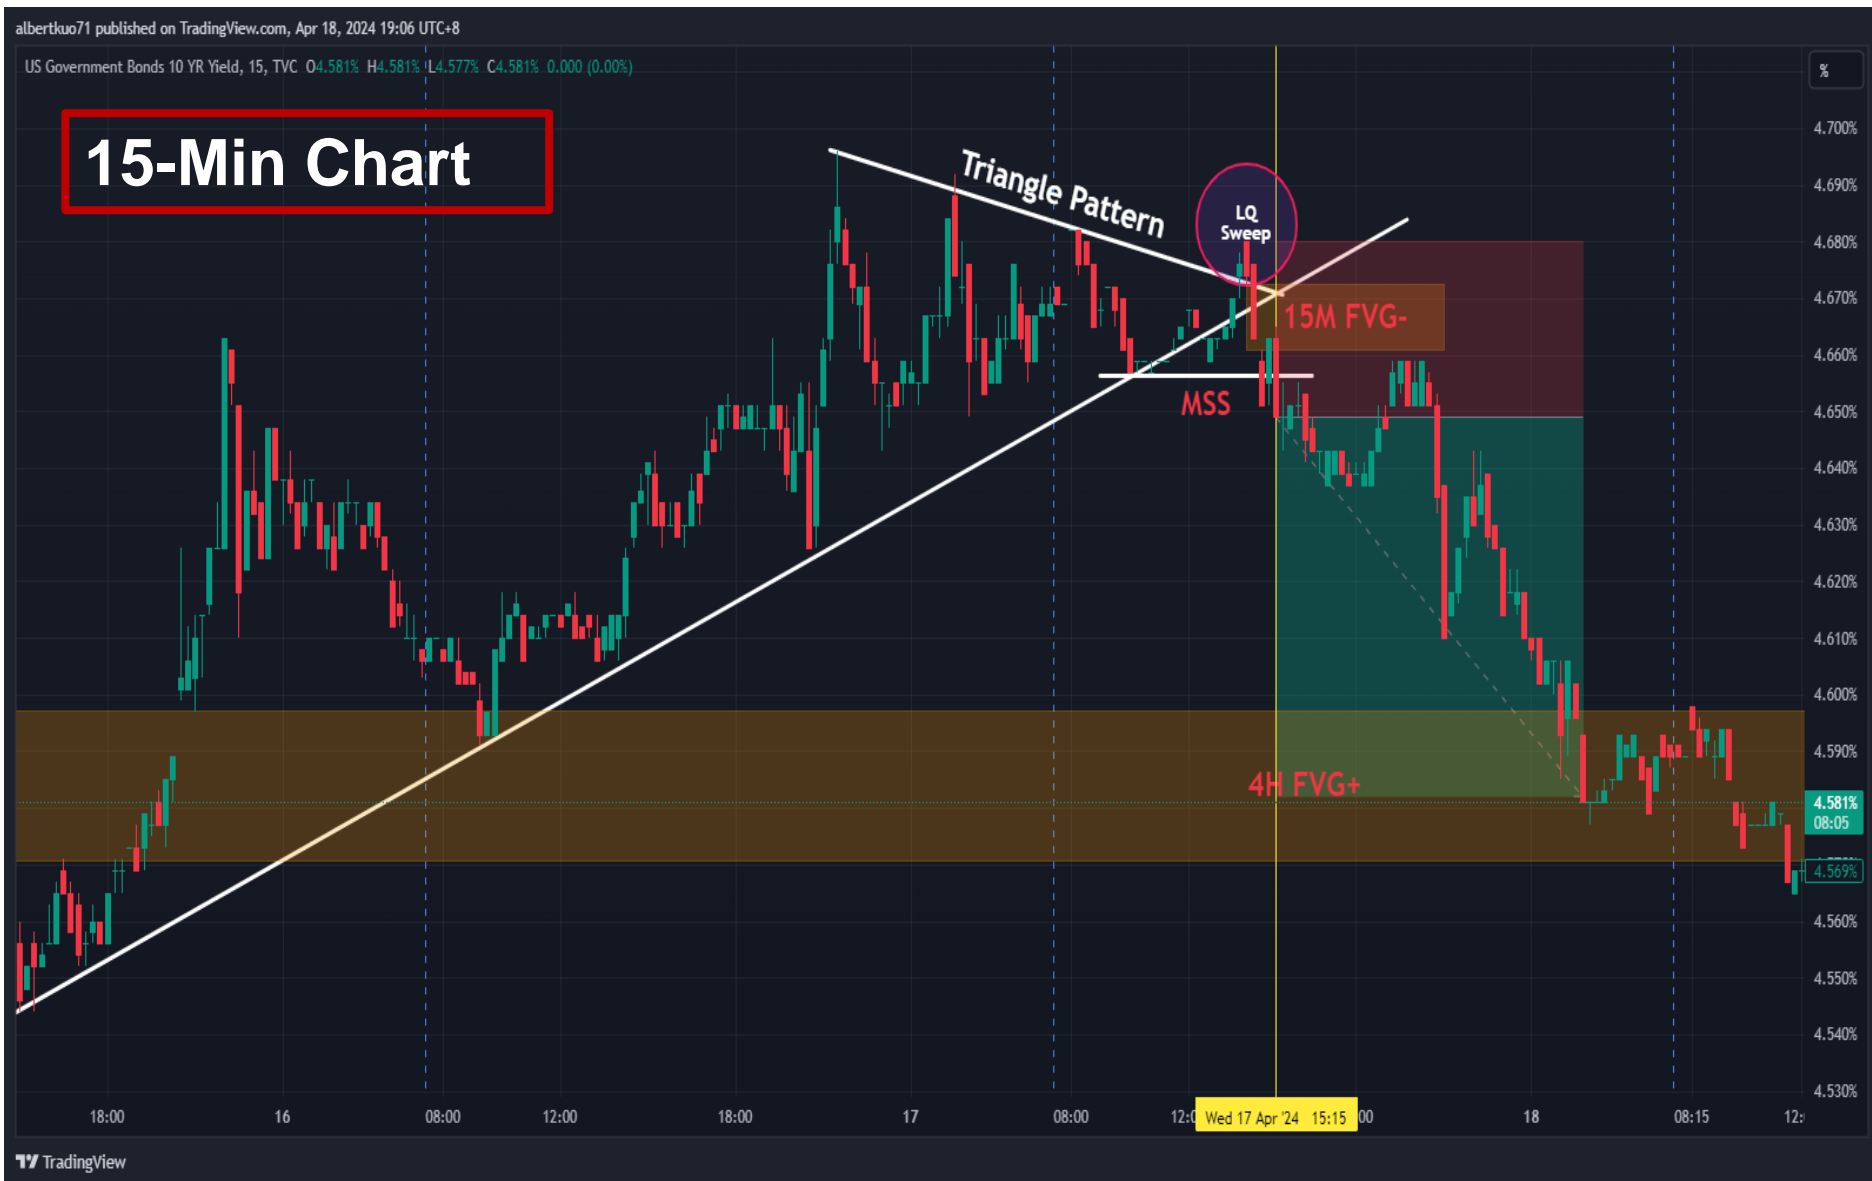 albertkuo71 published on TradingView.com, Apr 18, 2024 19:06 UTC+8
US Government Bonds 10 YR Yield, 15, TVC O4.581% H4.581% L4.577% C4.581% 0.000 (0.00%)
%
15-Min Chart
Triangle Pattern
LQ
Sweep
15M FVG-
MSS
4H FVG+
4.700%
4.690%
4.680%
4.670%
4.660%
4.650%
4.640%
4.630%
4.620%
4.610%
4.600%
4.590%
4.581%
08:05
4.569%
4.560%
4.550%
4.540%
4.530%
18:00 16 08:00 12:00 18:00 17 08:00 12:0 Wed 17 Apr '24 15:15 00 18 08:15 12:
TradingView